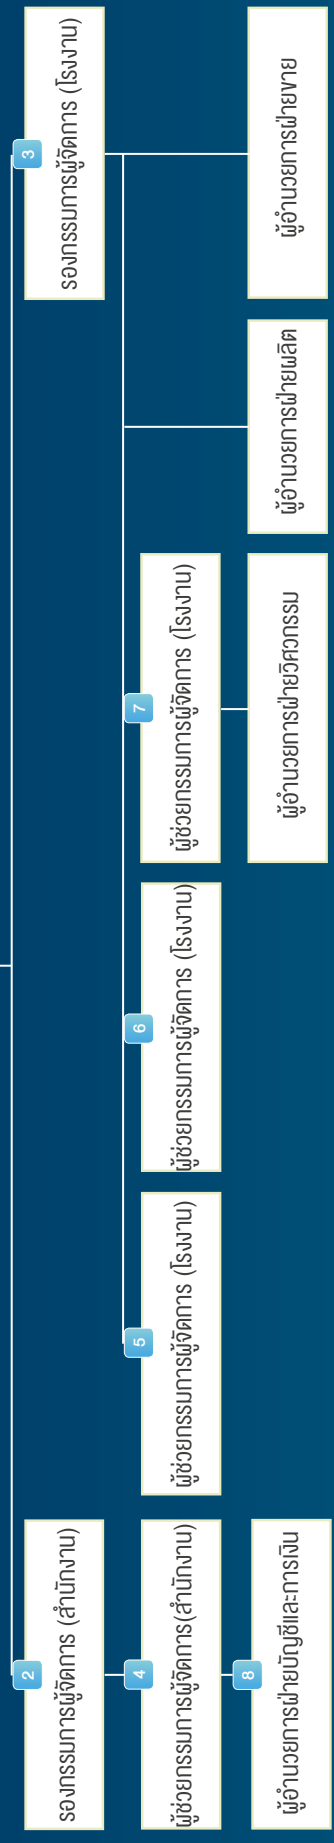 2
รองกรรมการผู้จัดการ (สำนักงาน)
3
รองกรรมการผู้จัดการ (โรงงาน)
4
ผู้ช่วยกรรมการผู้จัดการ(สำนักงาน)
5
ผู้ช่วยกรรมการผู้จัดการ (โรงงาน)
6
ผู้ช่วยกรรมการผู้จัดการ (โรงงาน)
7
ผู้ช่วยกรรมการผู้จัดการ (โรงงาน)
8
ผู้อำนวยการฝ่ายบัญชีและการเงิน
ผู้อำนวยการฝ่ายวิศวกรรม
ผู้อำนวยการฝ่ายผลิต
ผู้อำนวยการฝ่ายขาย